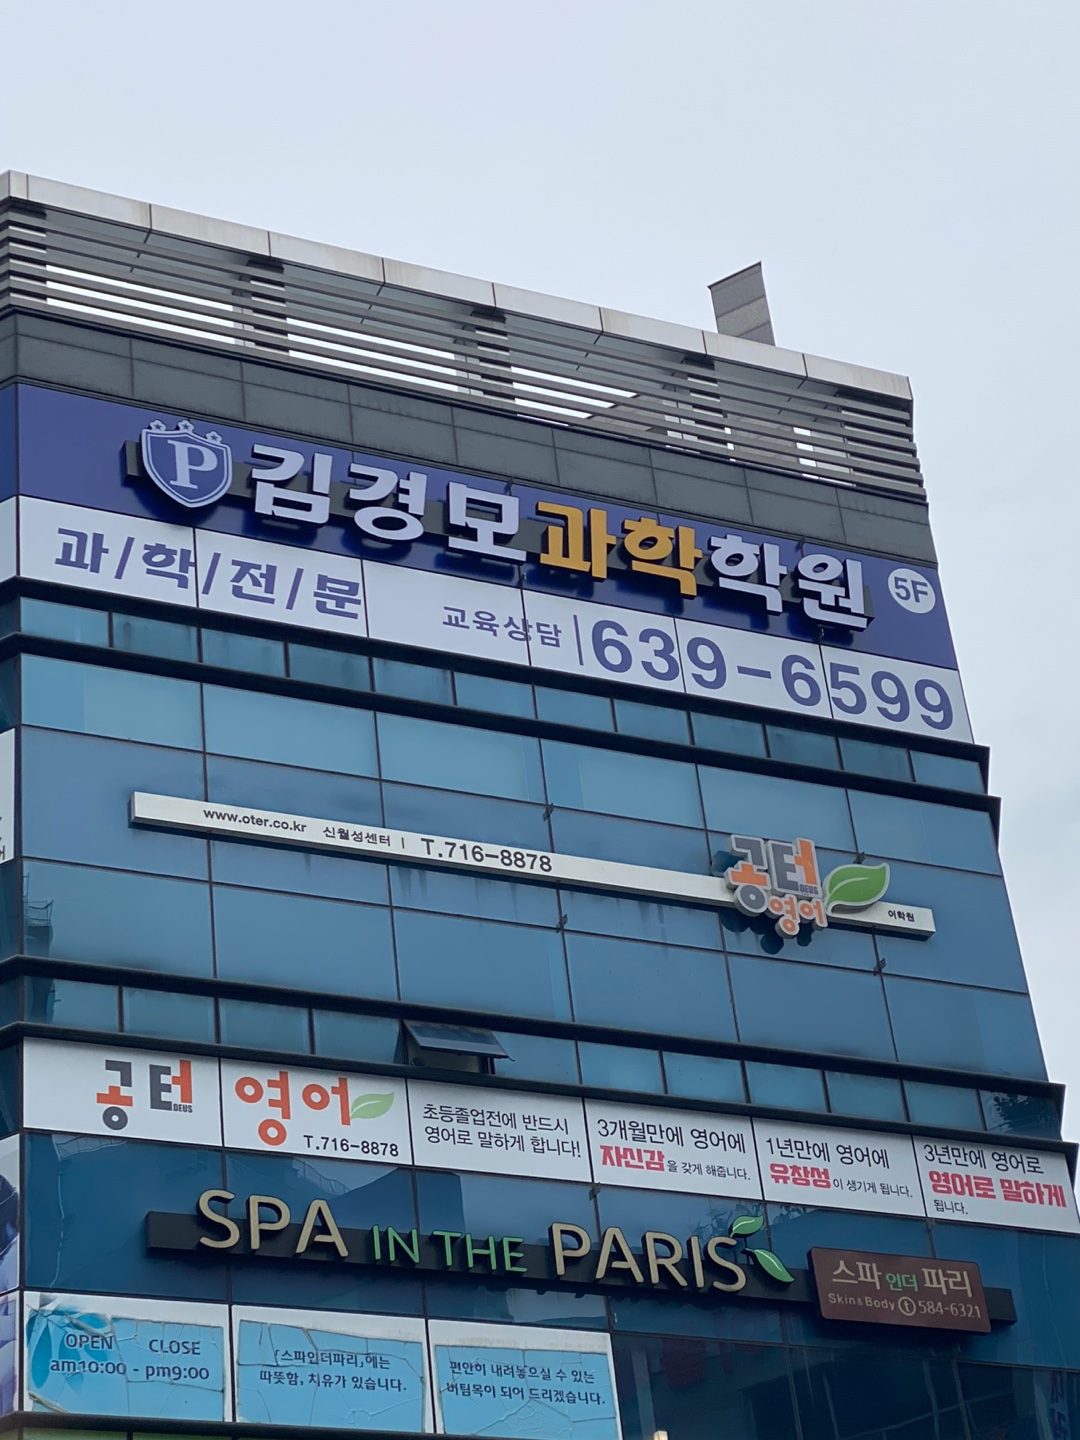 P 김경모과학학원 5F
과/학/전/문 교육상담 639-6599
www.oter.co.kr 신월성센터 | T.716-8878
공터
DEUS
영어
어학원
공터 영어
DEUS
T.716-8878
초등졸업전에 반드시
영어로 말하게 합니다!
3개월만에 영어에
자신감을 갖게 해줍니다.
1년만에 영어에
유창성이 생기게 됩니다.
3년만에 영어로
영어로 말하게
됩니다.
SPA IN THE PARIS
스파 인더 파리
Skin & Body t 584-6321
OPEN CLOSE
am10:00 - pm9:00
「스파인더파리」에는
따뜻함, 치유가 있습니다.
편안히 내려놓으실 수 있는
버팀목이 되어 드리겠습니다.